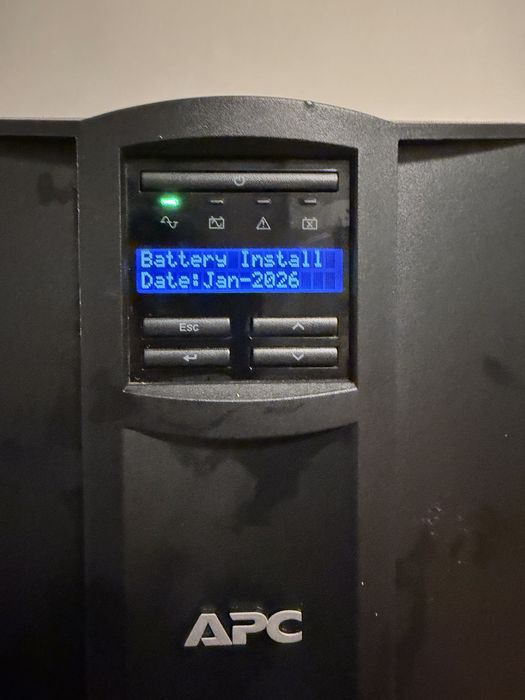 Battery Install
Date:Jan-2026
Esc
APC